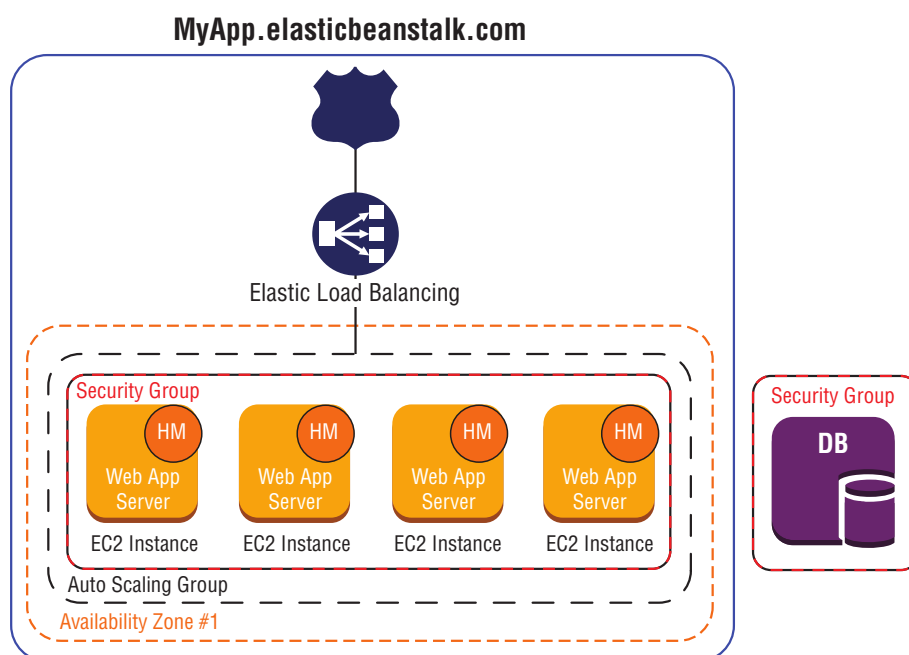 MyApp.elasticbeanstalk.com
Elastic Load Balancing
Security Group
HM
HM
HM
HM
Web App
Server
Web App
Server
Web App
Server
Web App
Server
EC2 Instance
EC2 Instance
EC2 Instance
EC2 Instance
Auto Scaling Group
Availability Zone #1
Security Group
DB